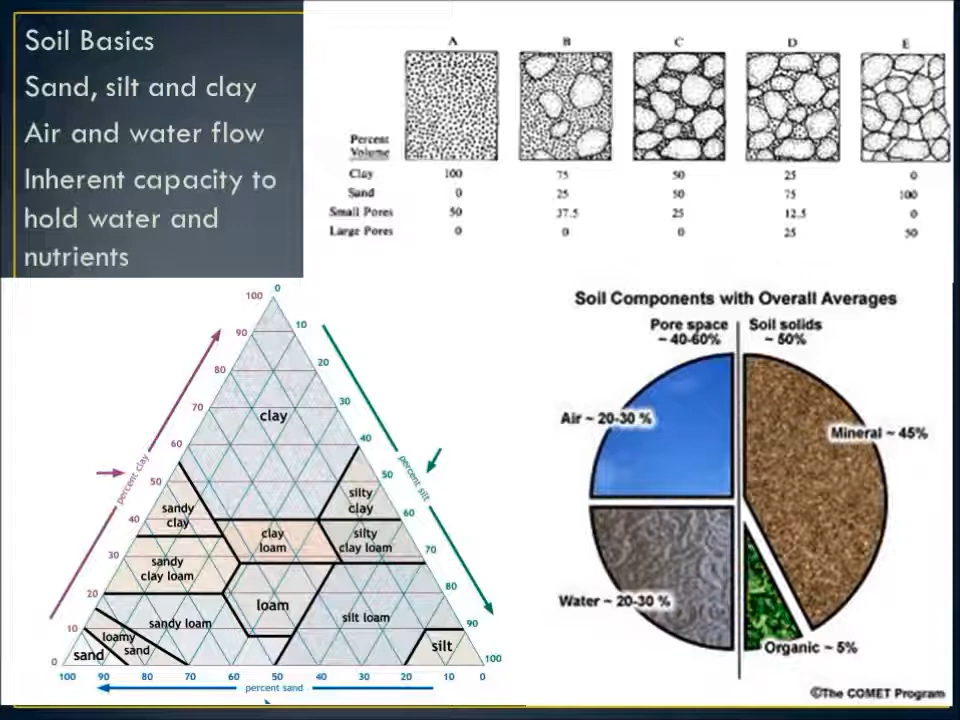 Soil Basics
Sand, silt and clay
Air and water flow
Inherent capacity to
hold water and
nutrients
A B C D E
Percent
Volume
Clay 100 75 50 25 0
Sand 0 25 50 75 100
Small Pores 50 37.5 25 12.5 0
Large Pores 0 0 0 25 50
0
100
10
90
20
80
30
70
clay
40
60
percent clay
percent silt
50
50
silty
clay
sandy
clay
60
40
clay
loam
silty
clay loam
70
30
sandy
clay loam
80
20
loam
silt loam
sandy loam
90
10
loamy
sand
silt
sand
0
100
100 90 80 70 60 50 40 30 20 10 0
percent sand
Soil Components with Overall Averages
Pore space
~ 40-60%
Soil solids
~ 50%
Air ~ 20-30 %
Mineral ~ 45%
Water ~ 20-30 %
Organic ~ 5%
©The COMET Program